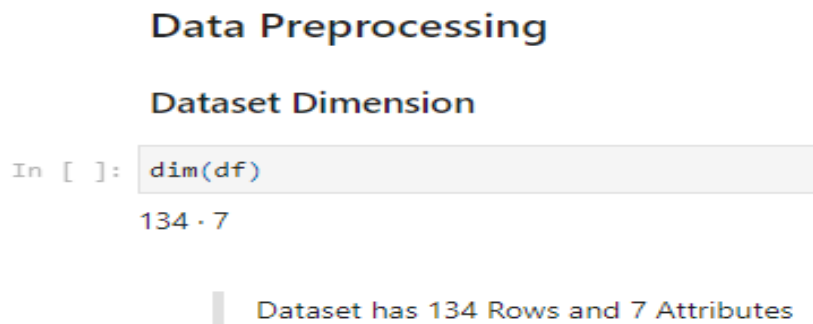 Data Preprocessing
Dataset Dimension
In [ ]: dim(df)
134 · 7
Dataset has 134 Rows and 7 Attributes